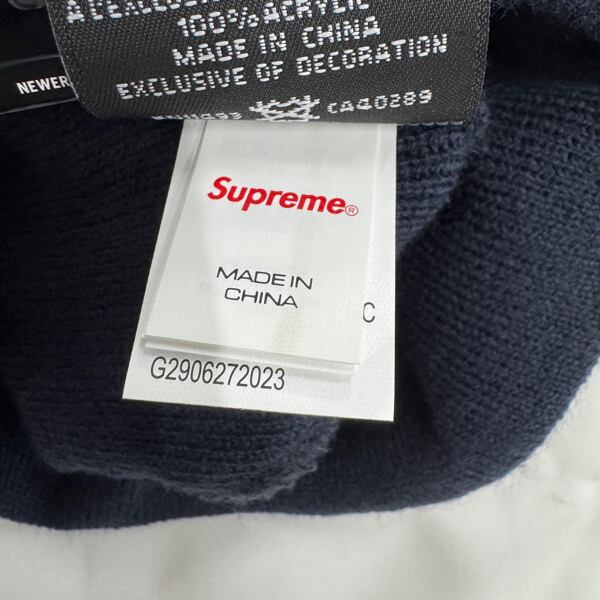 100% ACRYLIC
MADE IN CHINA
EXCLUSIVE OF DECORATION
CA40289
NEWER
Supreme®
MADE IN
CHINA
C
G2906272023